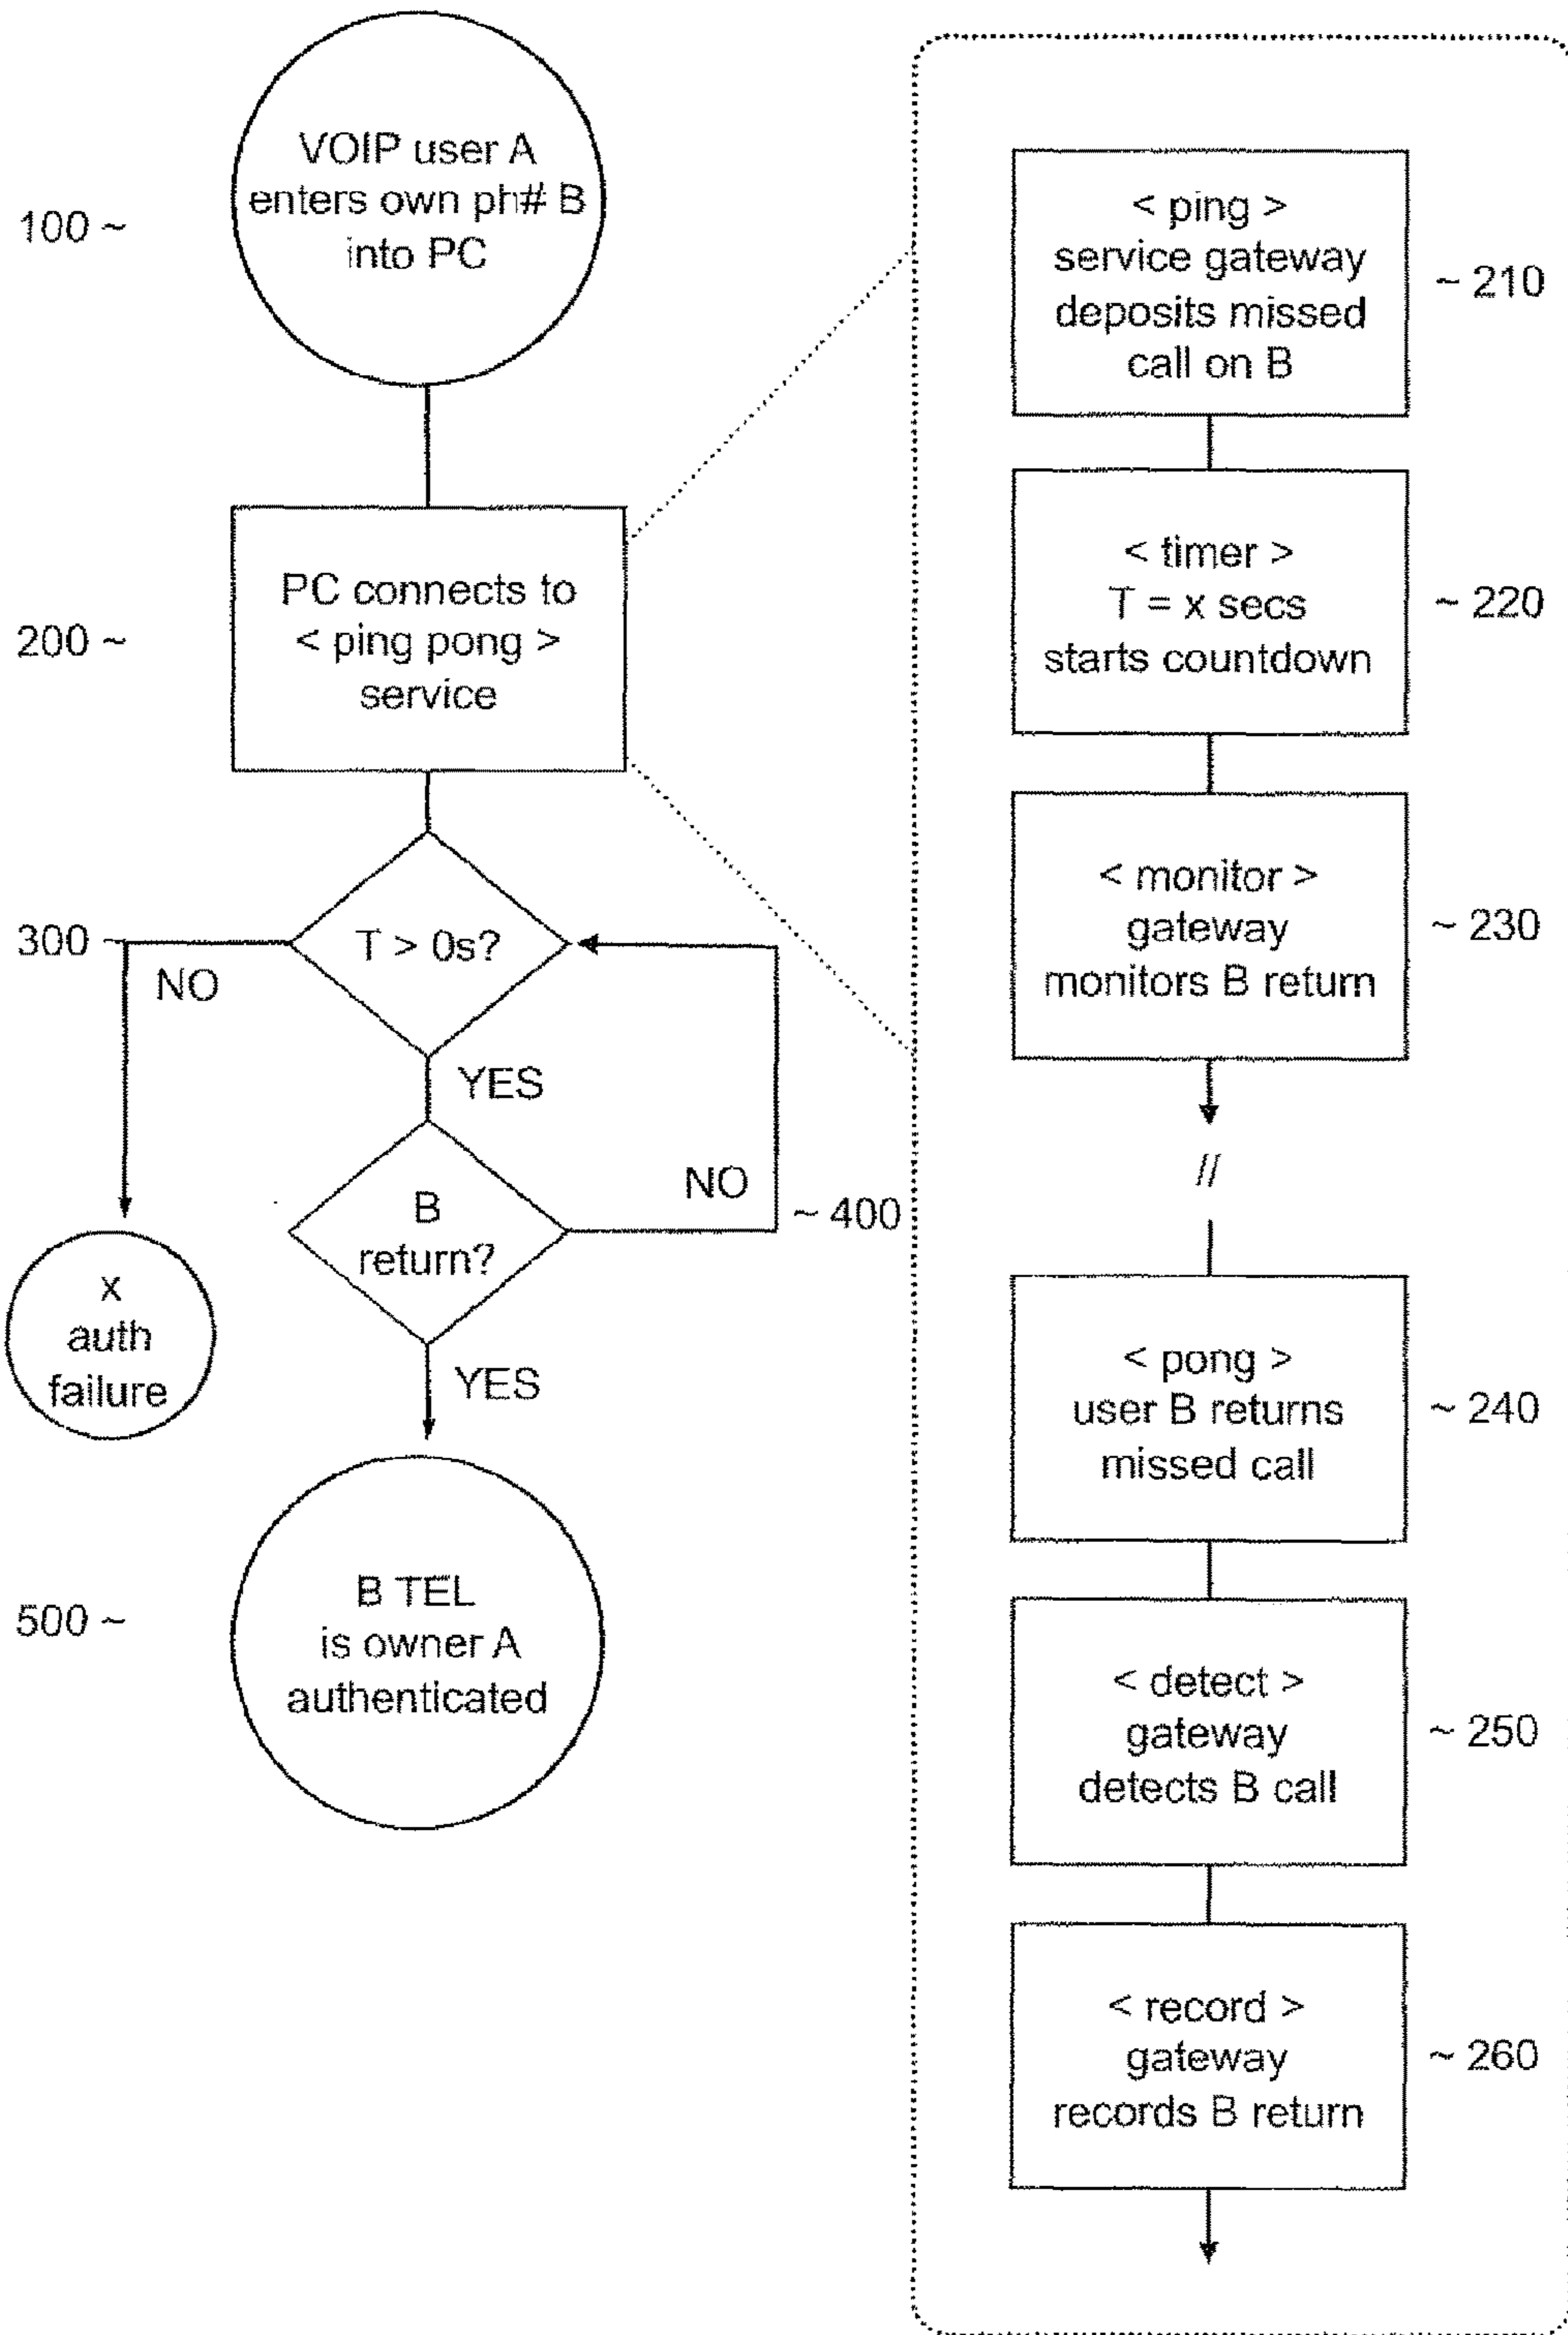 VOIP user A
enters own ph# B
into PC
100 ~
PC connects to
< ping pong >
service
200 ~
T > 0s?
300 ~
NO
YES
B
return?
NO
~ 400
YES
x
auth
failure
B TEL
is owner A
authenticated
500 ~
< ping >
service gateway
deposits missed
call on B
~ 210
< timer >
T = x secs
starts countdown
~ 220
< monitor >
gateway
monitors B return
~ 230
//
< pong >
user B returns
missed call
~ 240
< detect >
gateway
detects B call
~ 250
< record >
gateway
records B return
~ 260